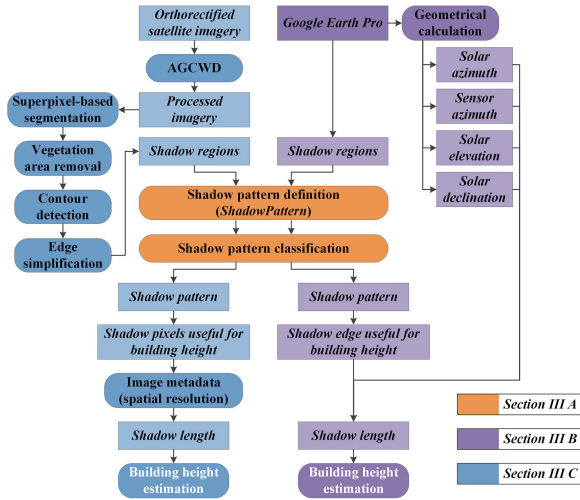 Orthorectified
satellite imagery
Google Earth Pro
Geometrical
calculation
AGCWD
Solar
azimuth
Superpixel-based
segmentation
Processed
imagery
Sensor
azimuth
Vegetation
area removal
Shadow regions
Shadow regions
Solar
elevation
Contour
detection
Shadow pattern definition
(ShadowPattern)
Solar
declination
Edge
simplification
Shadow pattern classification
Shadow pattern
Shadow pattern
Shadow pixels useful for
building height
Shadow edge useful for
building height
Image metadata
(spatial resolution)
Section III A
Shadow length
Shadow length
Section III B
Building height
estimation
Building height
estimation
Section III C